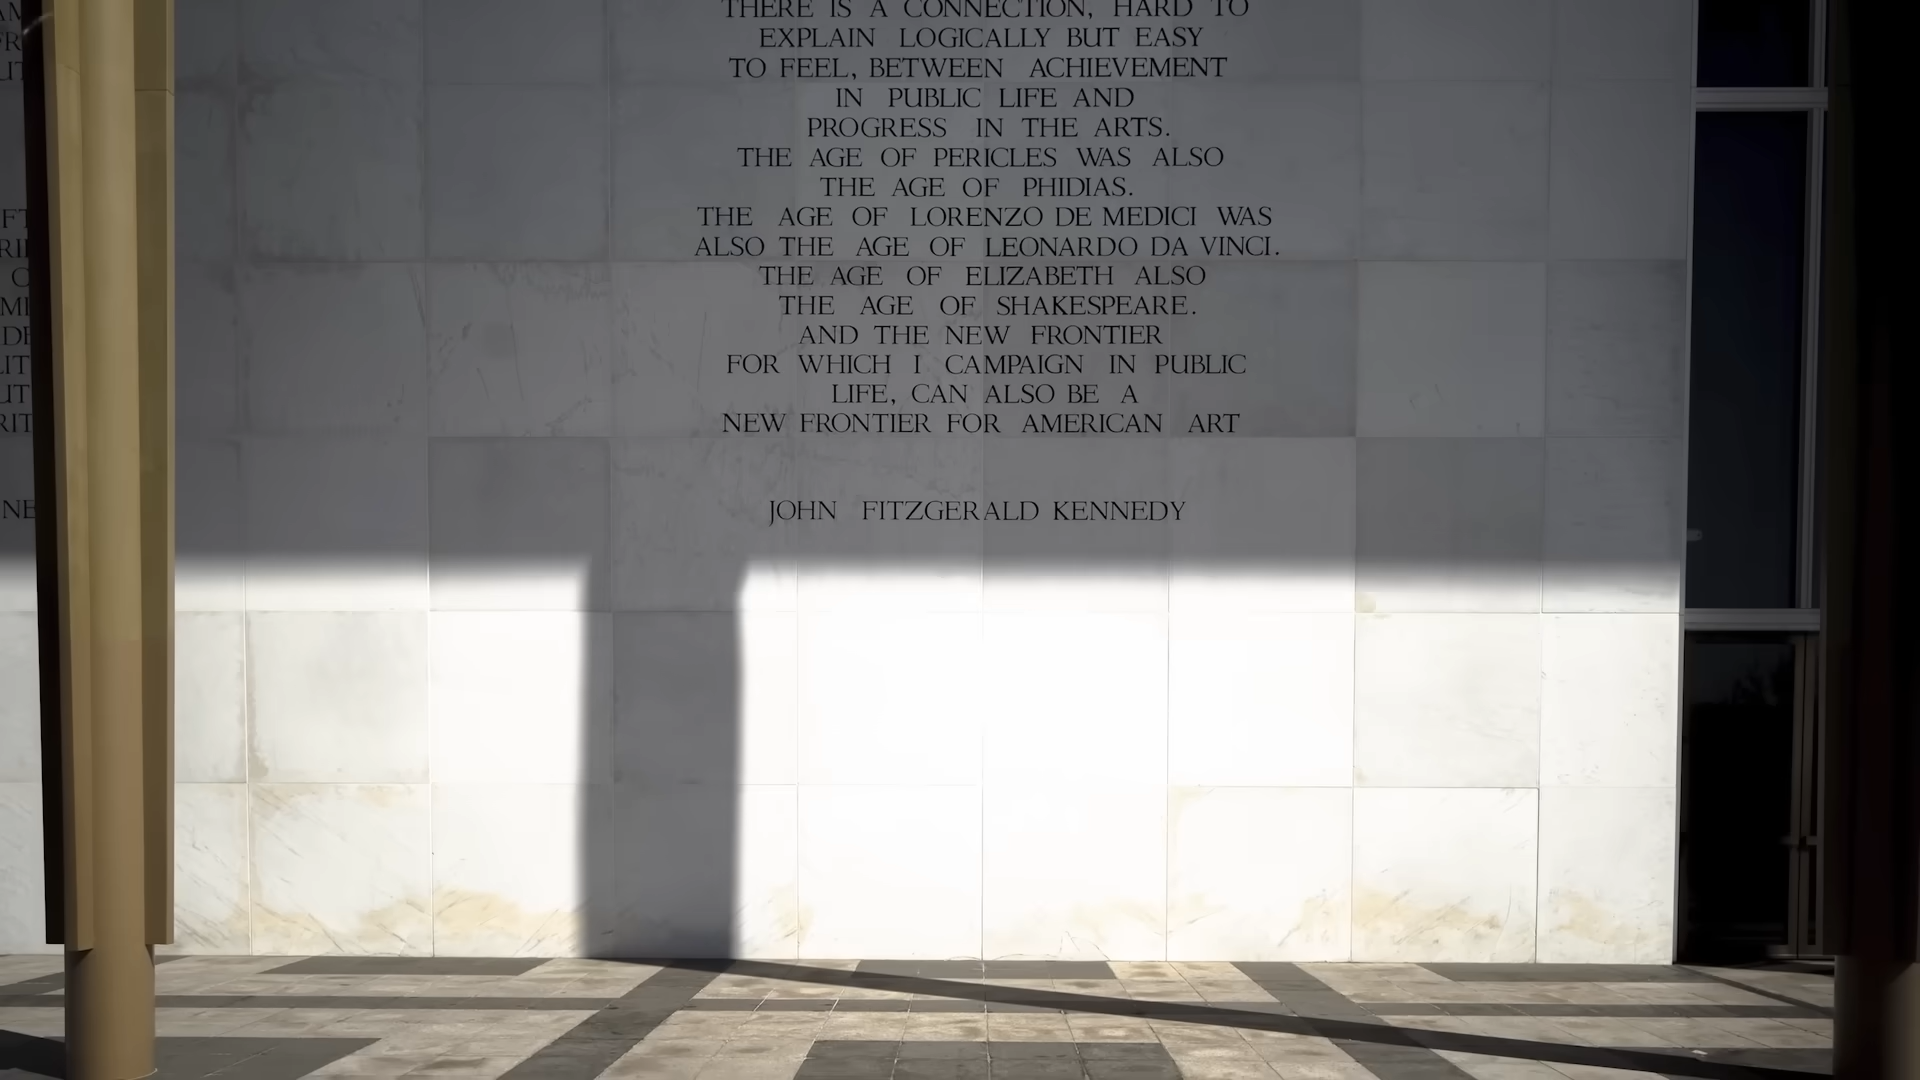 THERE IS A CONNECTION, HARD TO
EXPLAIN LOGICALLY BUT EASY
TO FEEL, BETWEEN ACHIEVEMENT
IN PUBLIC LIFE AND
PROGRESS IN THE ARTS.
THE AGE OF PERICLES WAS ALSO
THE AGE OF PHIDIAS.
THE AGE OF LORENZO DE MEDICI WAS
ALSO THE AGE OF LEONARDO DA VINCI.
THE AGE OF ELIZABETH ALSO
THE AGE OF SHAKESPEARE.
AND THE NEW FRONTIER
FOR WHICH I CAMPAIGN IN PUBLIC
LIFE, CAN ALSO BE A
NEW FRONTIER FOR AMERICAN ART
JOHN FITZGERALD KENNEDY